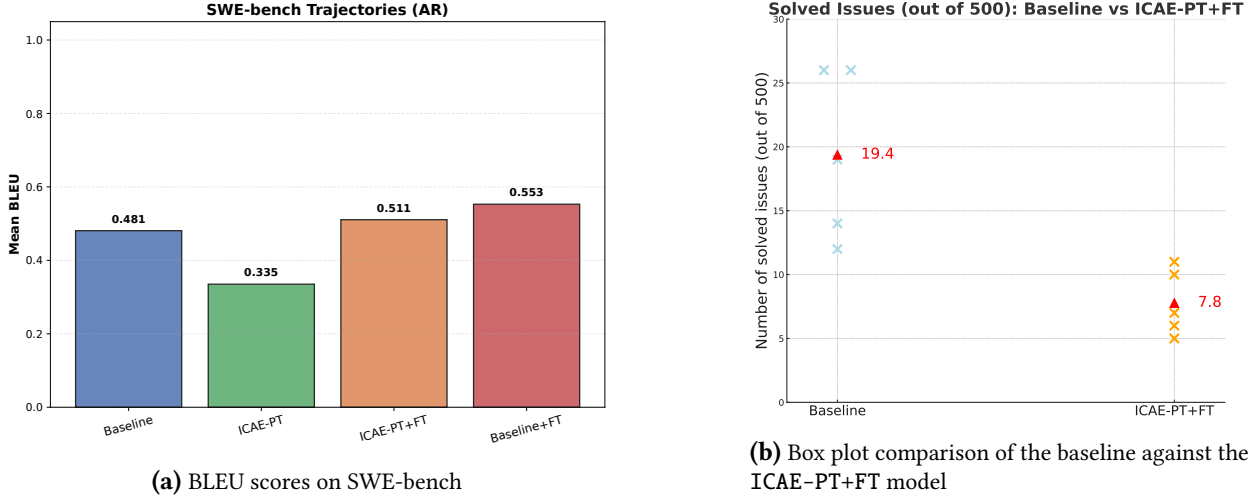 SWE-bench Trajectories (AR)
Mean BLEU
1.0
0.8
0.6
0.4
0.2
0.0
0.481
0.335
0.511
0.553
Baseline
ICAE-PT
ICAE-PT+FT
Baseline+FT
(a) BLEU scores on SWE-bench
Solved Issues (out of 500): Baseline vs ICAE-PT+FT
Number of solved issues (out of 500)
30
25
20
15
10
5
0
19.4
7.8
Baseline
ICAE-PT+FT
(b) Box plot comparison of the baseline against the
ICAE-PT+FT model